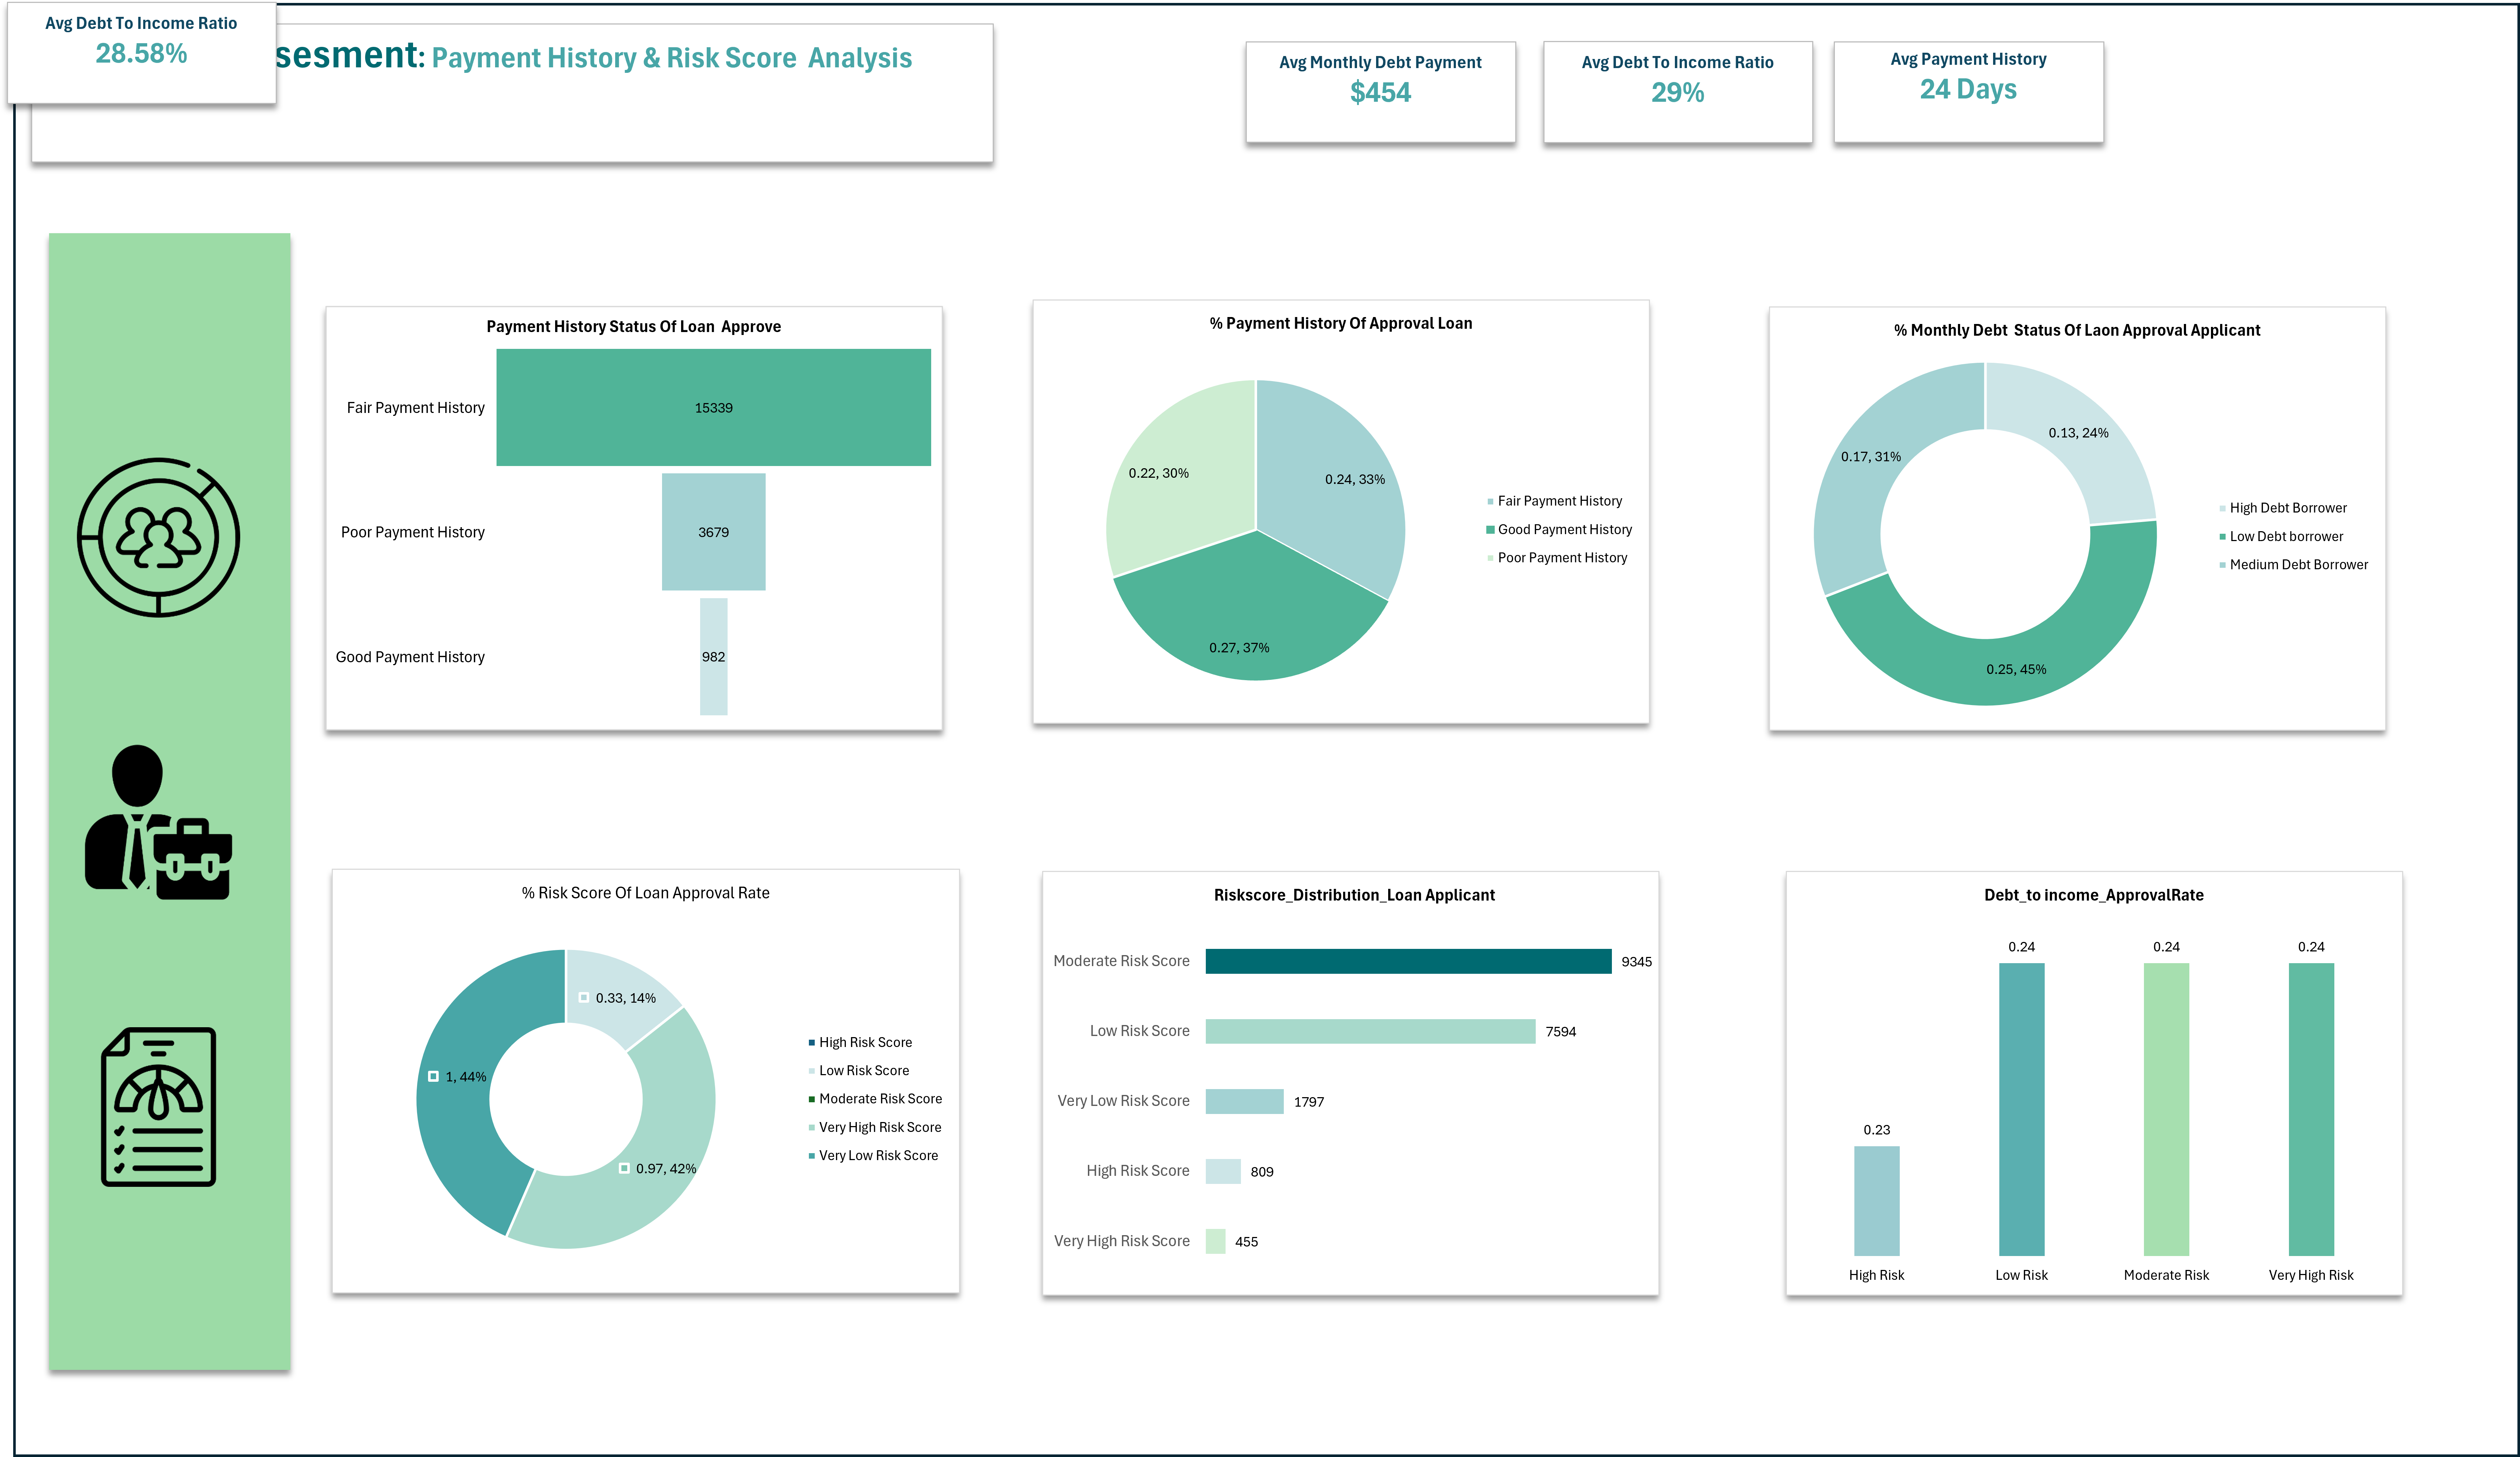 Avg Debt To Income Ratio
28.58%
sesment: Payment History & Risk Score Analysis
Avg Monthly Debt Payment
$454
Avg Debt To Income Ratio
29%
Avg Payment History
24 Days
Payment History Status Of Loan Approve
Fair Payment History
15339
Poor Payment History
3679
Good Payment History
982
% Payment History Of Approval Loan
0.22, 30%
0.24, 33%
0.27, 37%
Fair Payment History
Good Payment History
Poor Payment History
% Monthly Debt Status Of Laon Approval Applicant
0.13, 24%
0.17, 31%
0.25, 45%
High Debt Borrower
Low Debt borrower
Medium Debt Borrower
% Risk Score Of Loan Approval Rate
0.33, 14%
1, 44%
0.97, 42%
High Risk Score
Low Risk Score
Moderate Risk Score
Very High Risk Score
Very Low Risk Score
Riskscore_Distribution_Loan Applicant
Moderate Risk Score
9345
Low Risk Score
7594
Very Low Risk Score
1797
High Risk Score
809
Very High Risk Score
455
Debt_to income_ApprovalRate
0.23
0.24
0.24
0.24
High Risk
Low Risk
Moderate Risk
Very High Risk